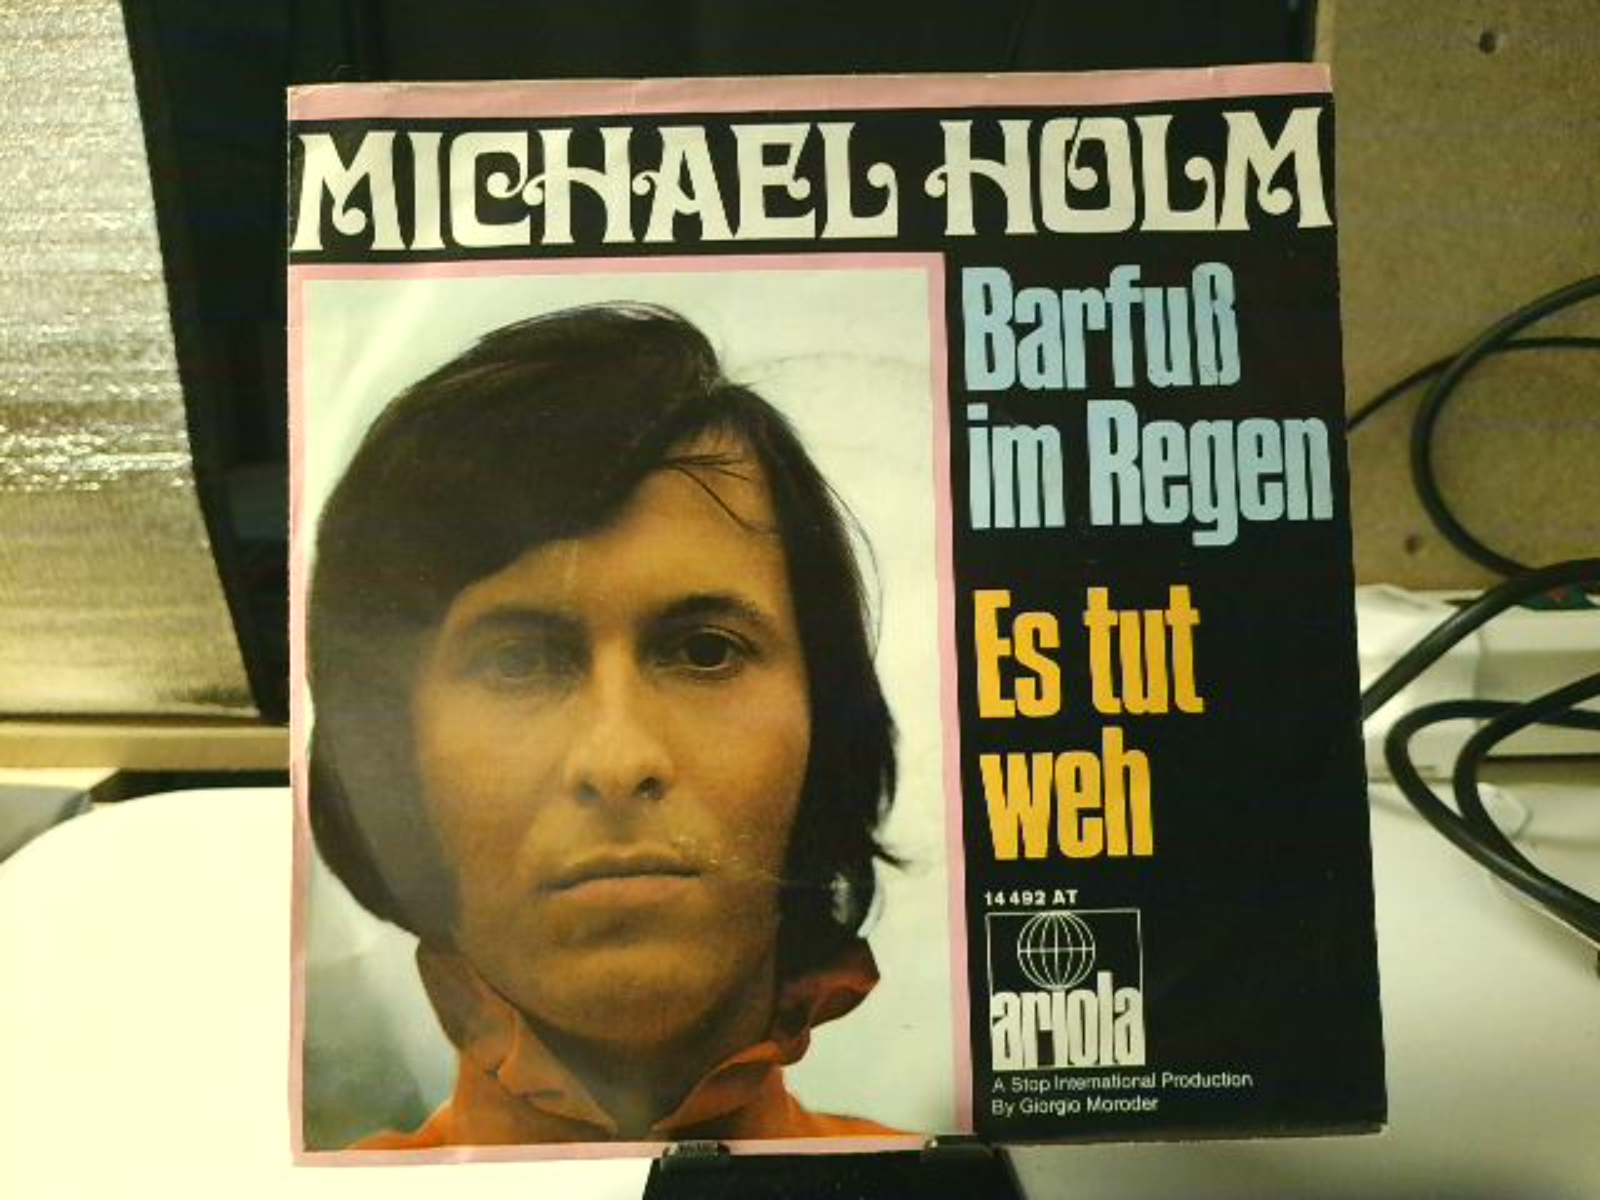 MICHAEL HOLM
Barfuß
im Regen
Es tut
weh
14 492 AT
ariola
A Stop International Production
By Giorgio Moroder